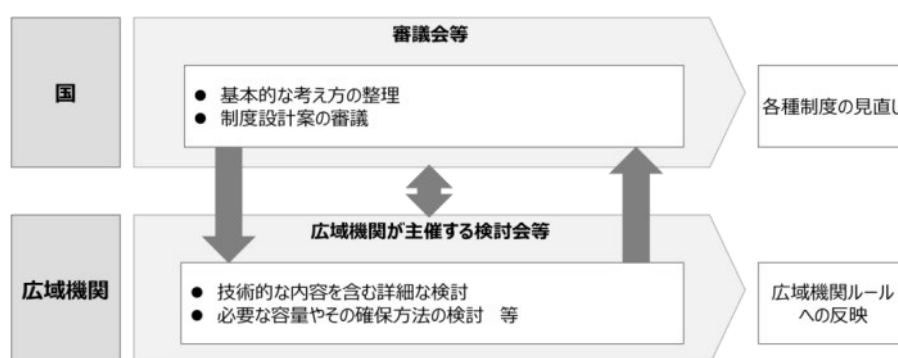 審議会等
国
● 基本的な考え方の整理
● 制度設計案の審議
各種制度の見直し
広域機関が主催する検討会等
広域機関
● 技術的な内容を含む詳細な検討
● 必要な容量やその確保方法の検討 等
広域機関ルール
への反映